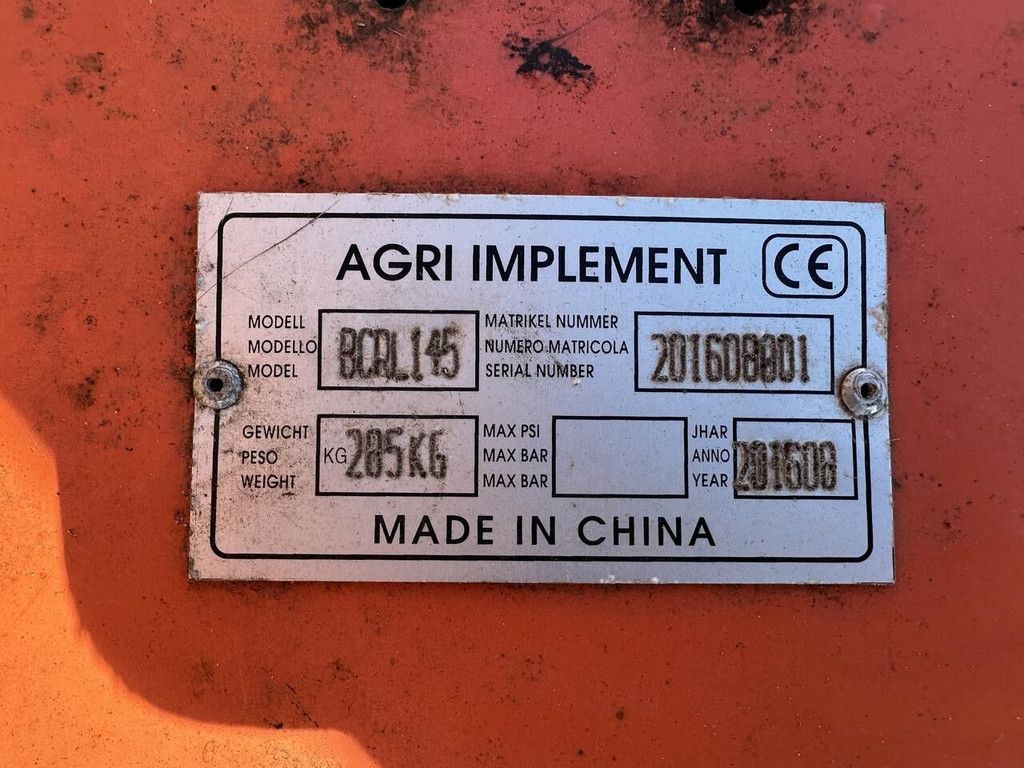 AGRI IMPLEMENT CE
MODELL
MODELLO
MODEL
BCRL145
MATRIKEL NUMMER
NUMERO MATRICOLA
SERIAL NUMBER
201608001
GEWICHT
PESO
WEIGHT
KG 285KG
MAX PSI
MAX BAR
MAX BAR
JHAR
ANNO
YEAR
201608
MADE IN CHINA